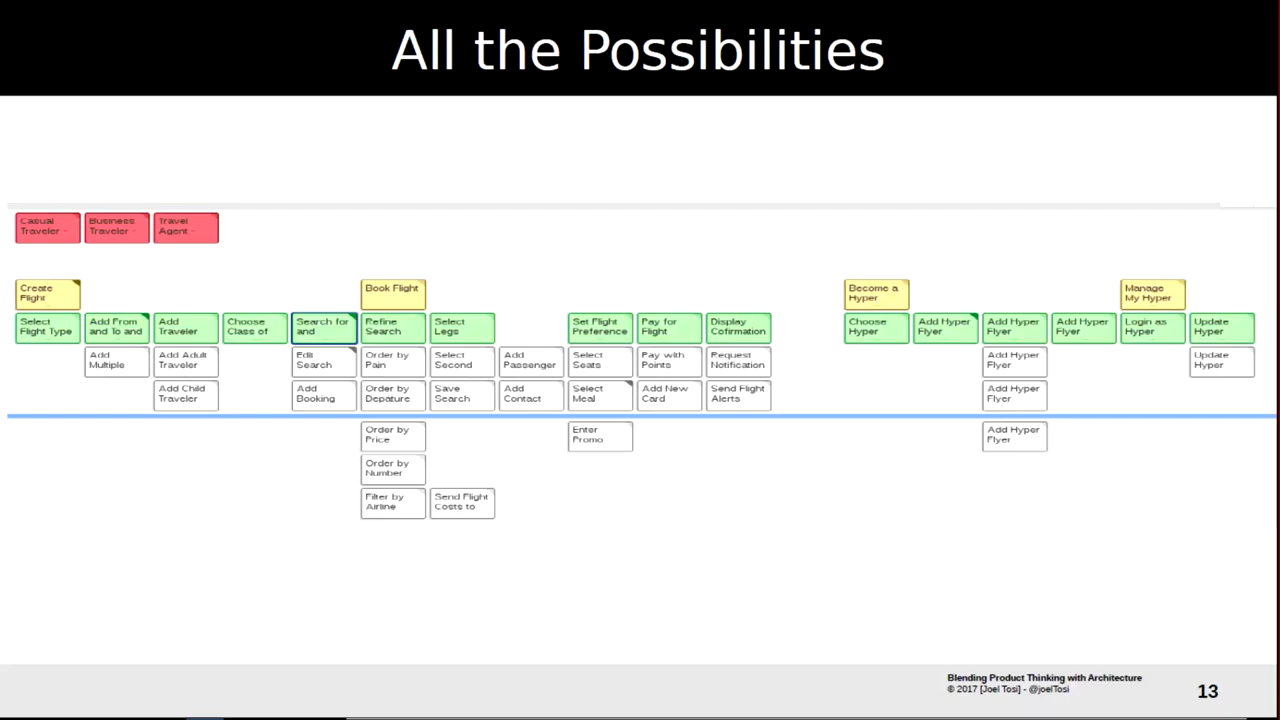 All the Possibilities
Casual
Traveler -
Business
Traveler -
Travel
Agent -
Create
Flight
Book Flight
Become a
Hyper
Manage
My Hyper
Select
Flight Type
Add From
and To and
Add
Traveler
Choose
Class of
Search for
and
Refine
Search
Select
Legs
Set Flight
Preference
Pay for
Flight
Display
Cofirmation
Choose
Hyper
Add Hyper
Flyer
Add Hyper
Flyer
Add Hyper
Flyer
Login as
Hyper
Update
Hyper
Add
Multiple
Add Adult
Traveler
Edit
Search
Order by
Pain
Select
Second
Add
Passenger
Select
Seats
Pay with
Points
Request
Notification
Add Hyper
Flyer
Update
Hyper
Add Child
Traveler
Add
Booking
Order by
Depature
Save
Search
Add
Contact
Select
Meal
Add New
Card
Send Flight
Alerts
Add Hyper
Flyer
Order by
Price
Enter
Promo
Add Hyper
Flyer
Order by
Number
Filter by
Airline
Send Flight
Costs to
Blending Product Thinking with Architecture
© 2017 [Joel Tosi] - @joelTosi
13